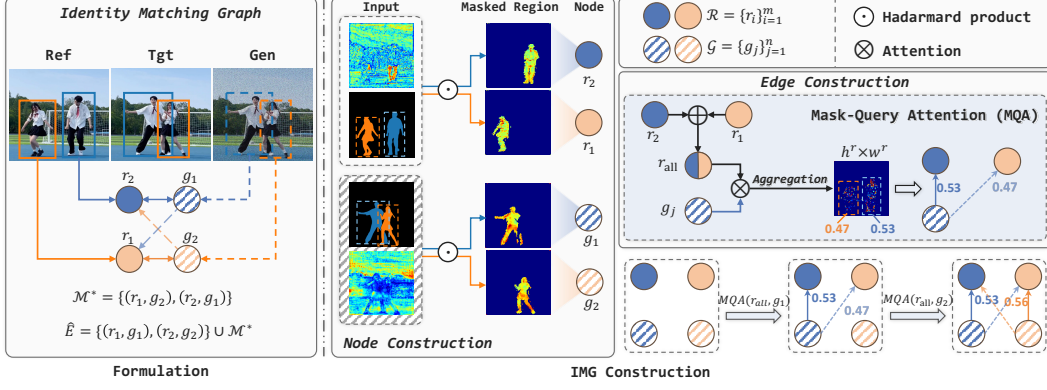 Identity Matching Graph
Ref Tgt Gen
r₂ g₁
r₁ g₂
ℳ* = {(r₁, g₂), (r₂, g₁)}
Ê = {(r₁, g₁), (r₂, g₂)} ∪ ℳ*
Formulation
Input Masked Region Node
r₂
r₁
g₁
g₂
Node Construction
ℛ = {rᵢ}ᵐᵢ₌₁
𝒢 = {gⱼ}ⁿⱼ₌₁
Hadarmard product
Attention
Edge Construction
Mask-Query Attention (MQA)
r₂ r₁
r_all
gⱼ
Aggregation
hʳ×wʳ
0.47 0.53
0.53 0.47
MQA(r_all, g₁)
0.53 0.47
MQA(r_all, g₂)
0.53 0.56
IMG Construction